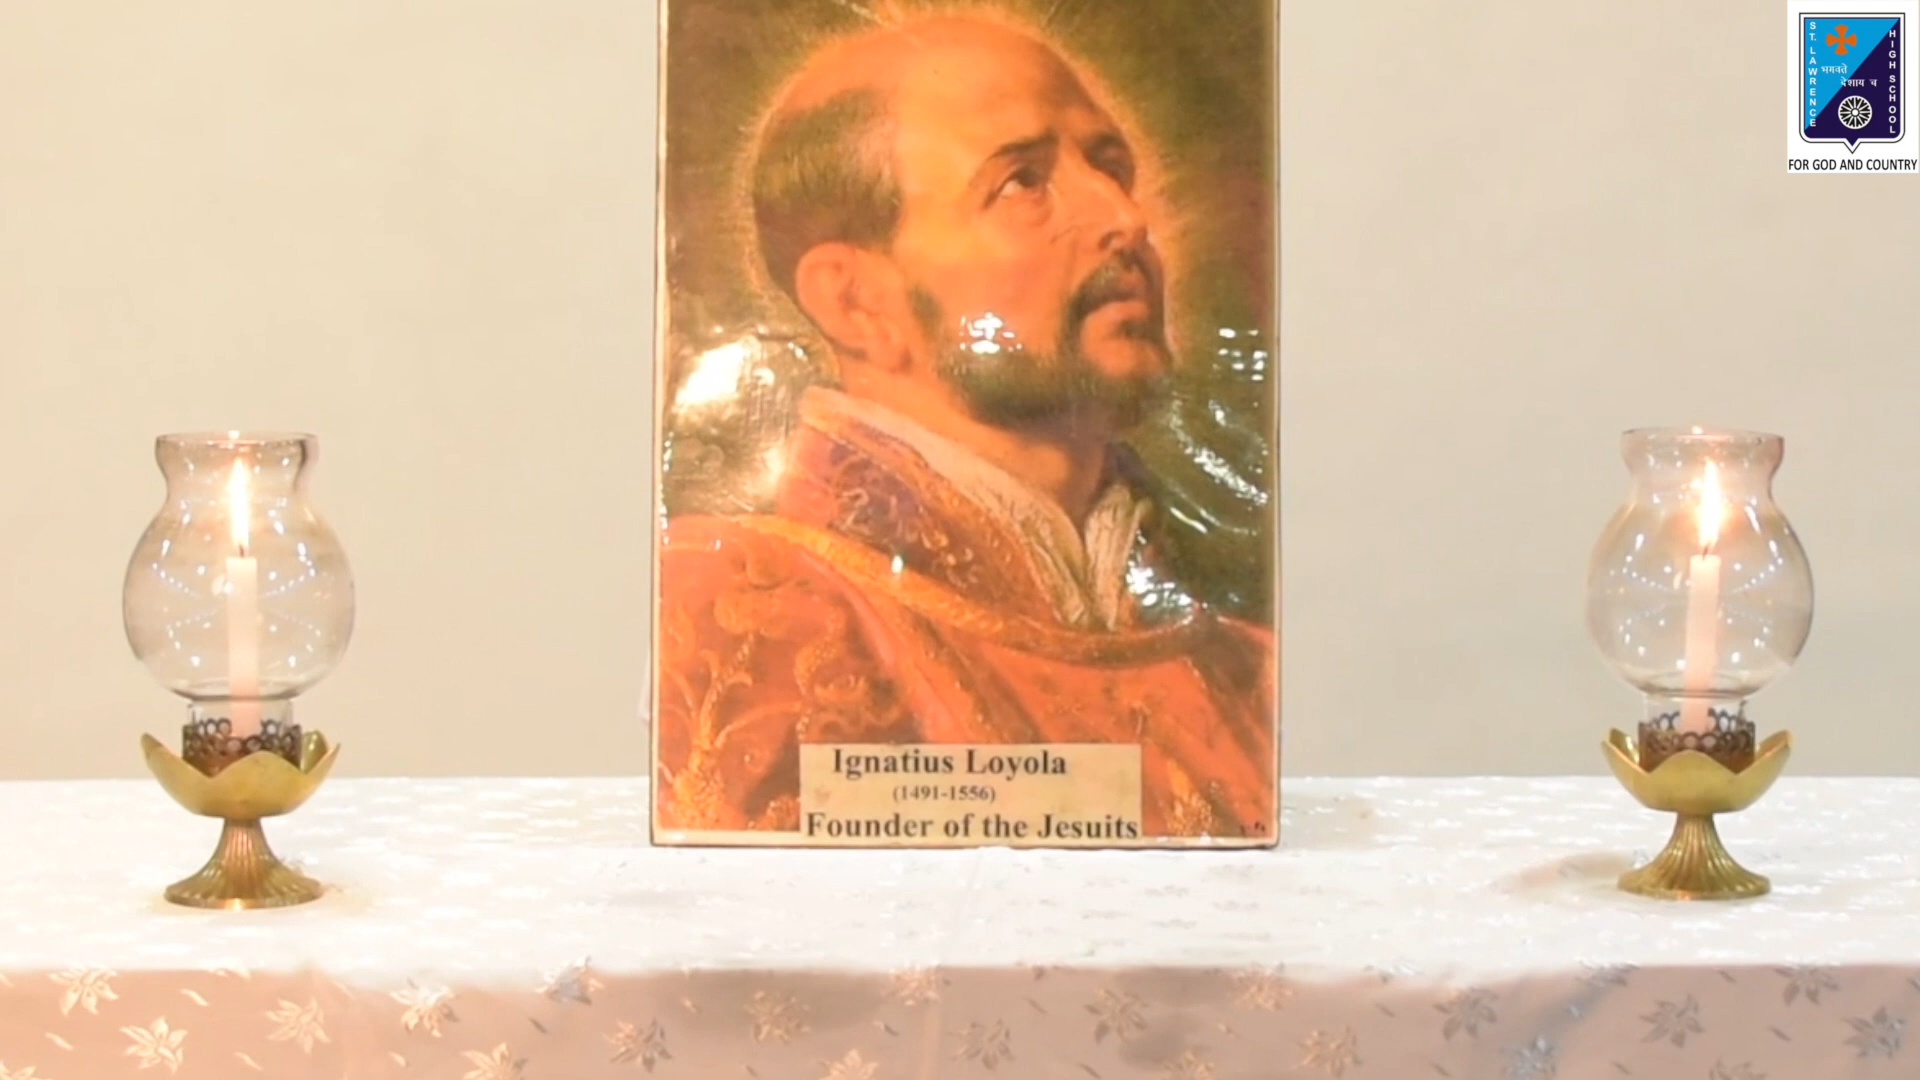 Ignatius Loyola
(1491-1556)
Founder of the Jesuits
ST. LAWRENCE
HIGH SCHOOL
भगवते
देशाय च
FOR GOD AND COUNTRY